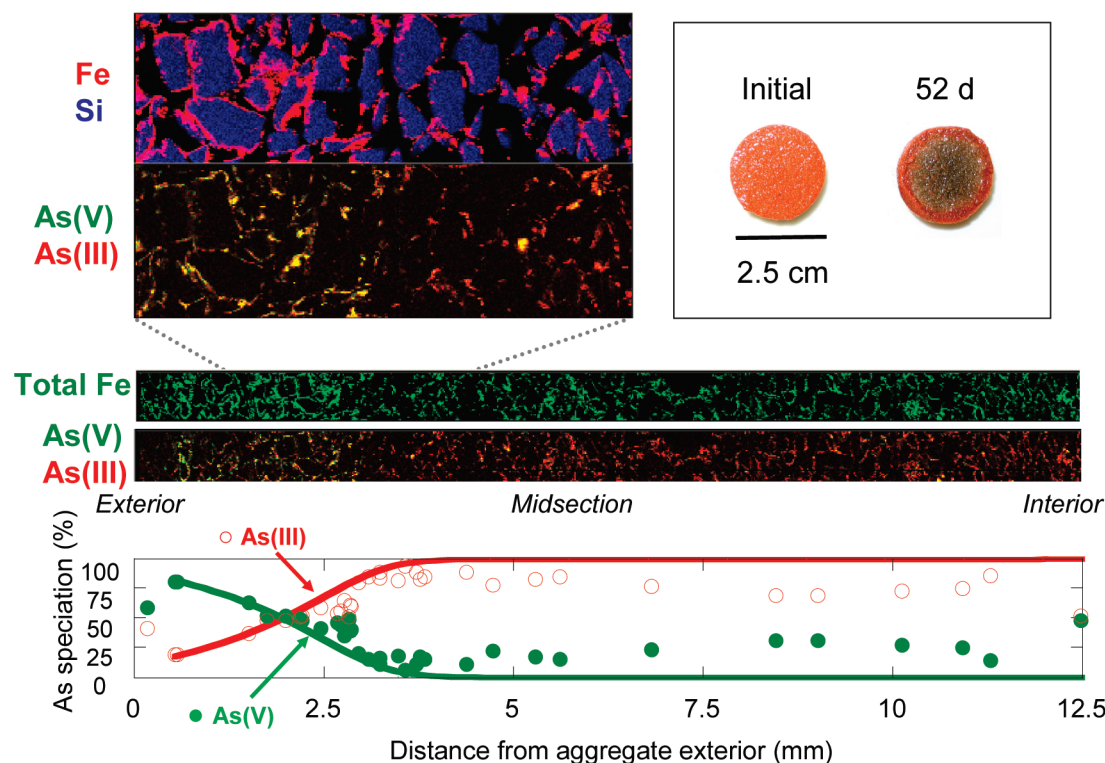 Fe
Si
As(V)
As(III)
Initial
52 d
2.5 cm
Total Fe
As(V)
As(III)
Exterior
Midsection
Interior
As speciation (%)
100
75
50
25
0
As(III)
As(V)
0
2.5
5
7.5
10
12.5
Distance from aggregate exterior (mm)